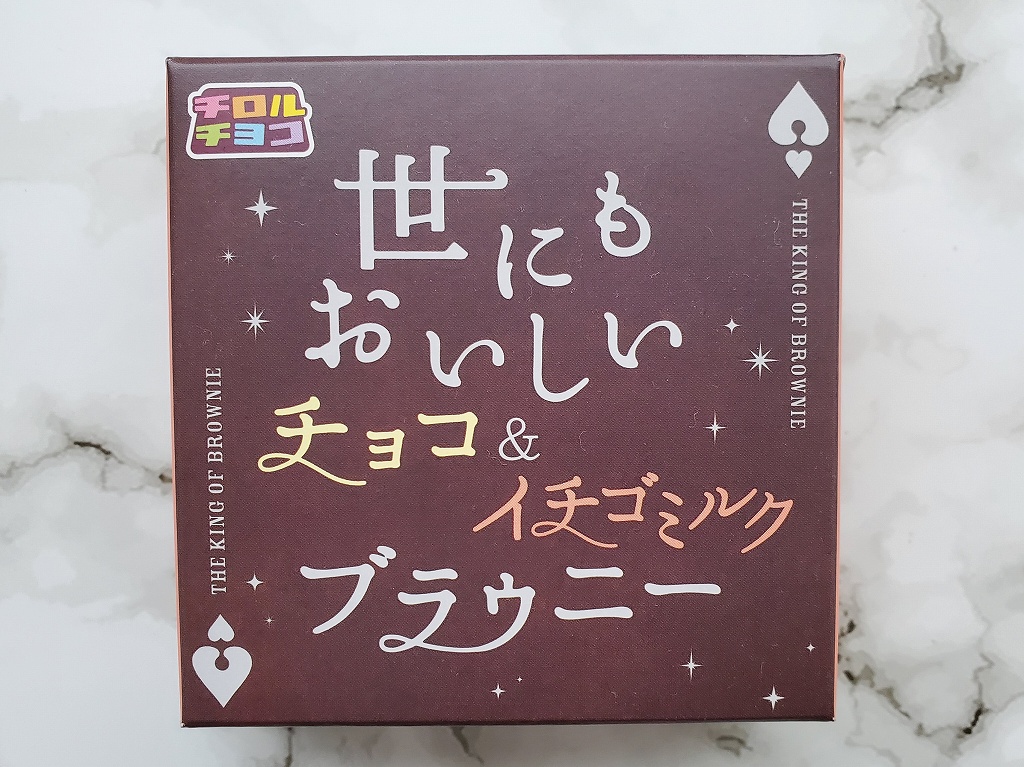 チロル
チョコ
世にも
おいしい
チョコ&
イチゴミルク
ブラウニー
THE KING OF BROWNIE
THE KING OF BROWNIE